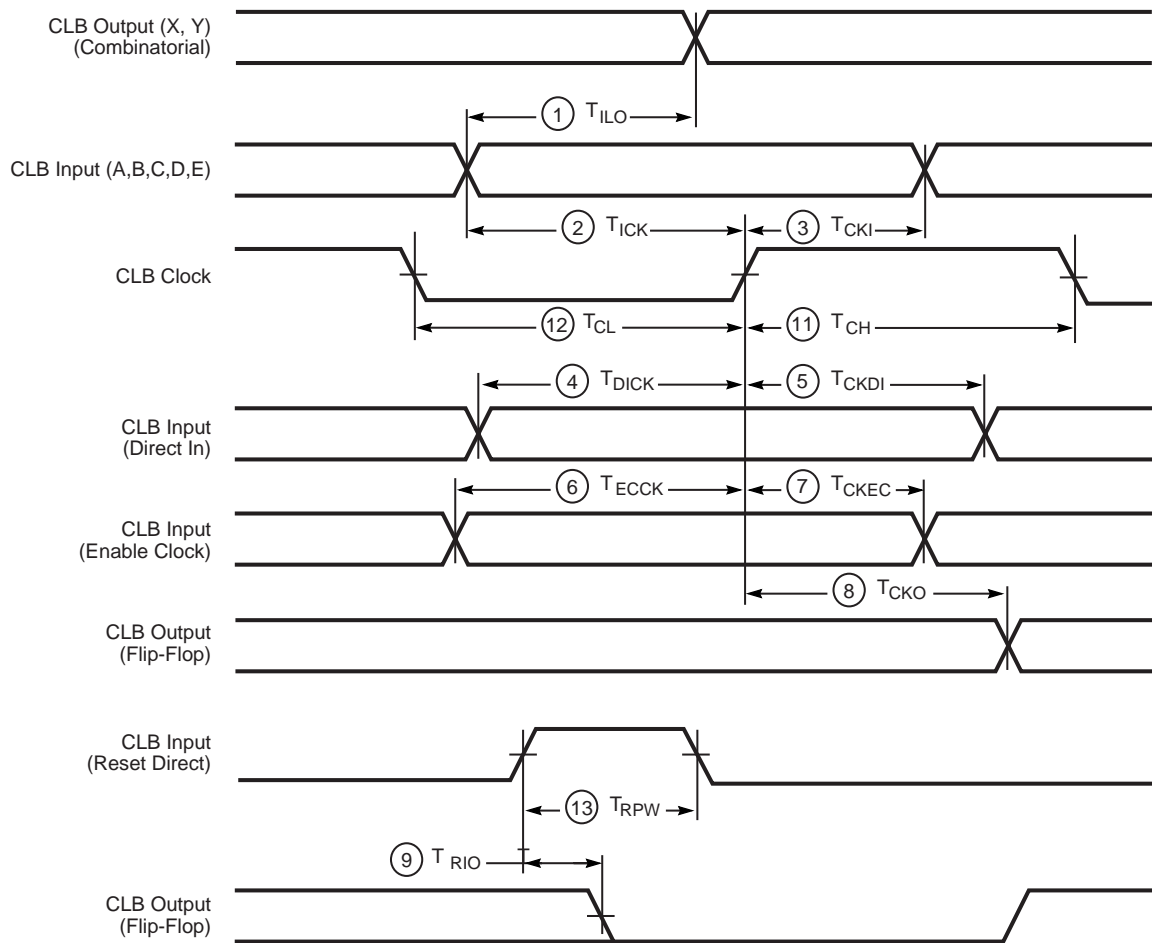 CLB Output (X, Y)
(Combinatorial)
1 TILO
CLB Input (A,B,C,D,E)
2 TICK
3 TCKI
CLB Clock
12 TCL
11 TCH
4 TDICK
5 TCKDI
CLB Input
(Direct In)
6 TECCK
7 TCKEC
CLB Input
(Enable Clock)
8 TCKO
CLB Output
(Flip-Flop)
CLB Input
(Reset Direct)
13 TRPW
9 T RIO
T
CLB Output
(Flip-Flop)